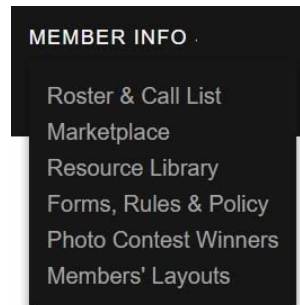 MEMBER INFO
Roster & Call List
Marketplace
Resource Library
Forms, Rules & Policy
Photo Contest Winners
Members' Layouts